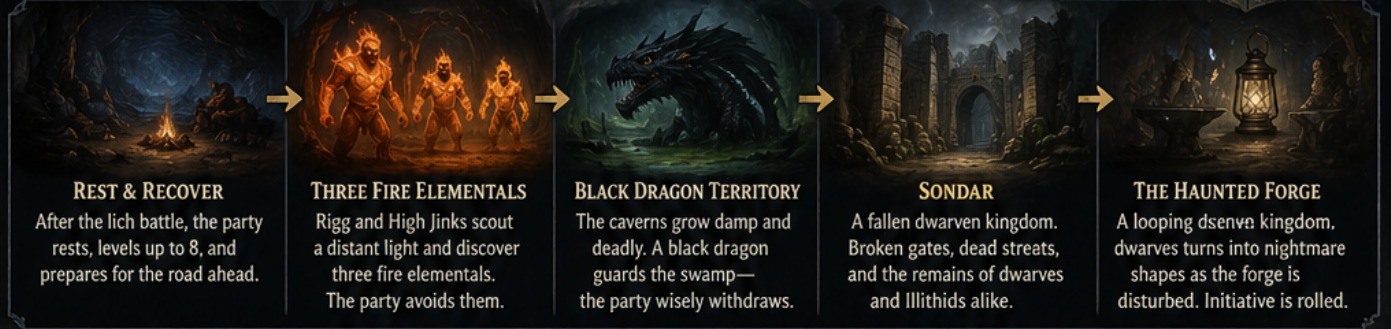 REST & RECOVER
After the lich battle, the party
rests, levels up to 8, and
prepares for the road ahead.
THREE FIRE ELEMENTALS
Rigg and High Jinks scout
a distant light and discover
three fire elementals.
The party avoids them.
BLACK DRAGON TERRITORY
The caverns grow damp and
deadly. A black dragon
guards the swamp—
the party wisely withdraws.
SONDAR
A fallen dwarven kingdom.
Broken gates, dead streets,
and the remains of dwarves
and Illithids alike.
THE HAUNTED FORGE
A looping kingdom,
dwarves turns into nightmare
shapes as the forge is
disturbed. Initiative is rolled.